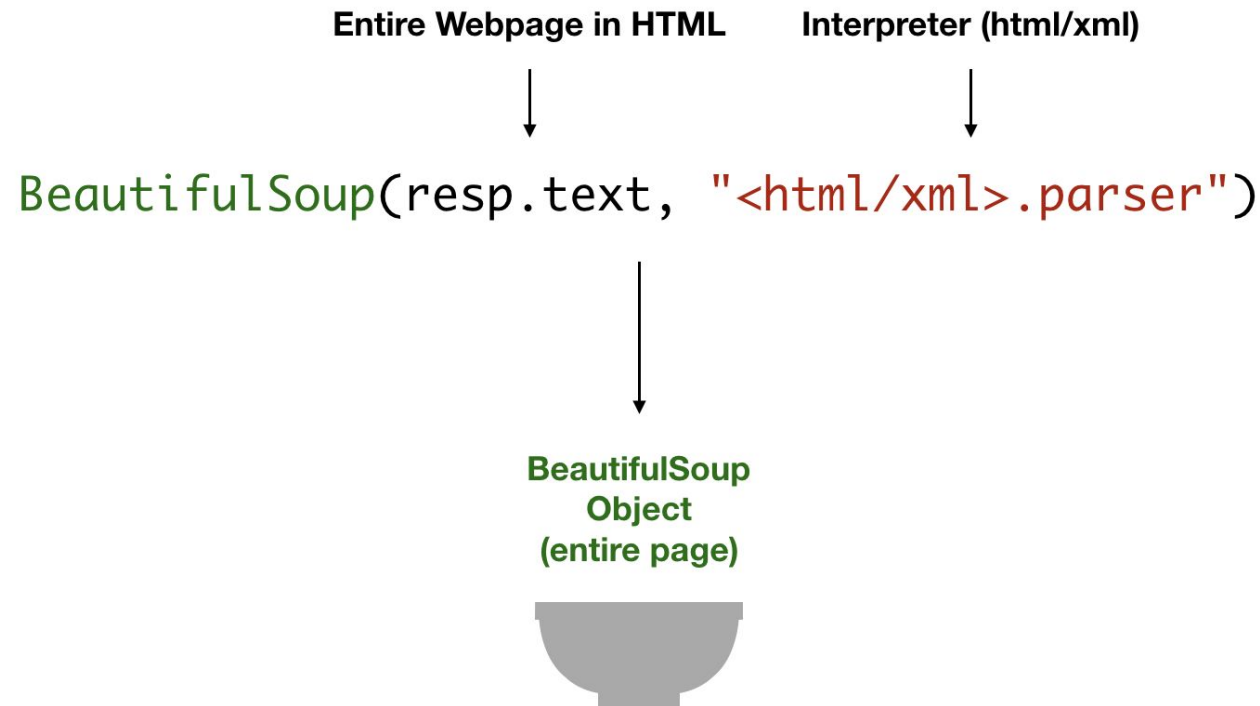 Entire Webpage in HTML
Interpreter (html/xml)
BeautifulSoup(resp.text, "<html/xml>.parser")
BeautifulSoup
Object
(entire page)